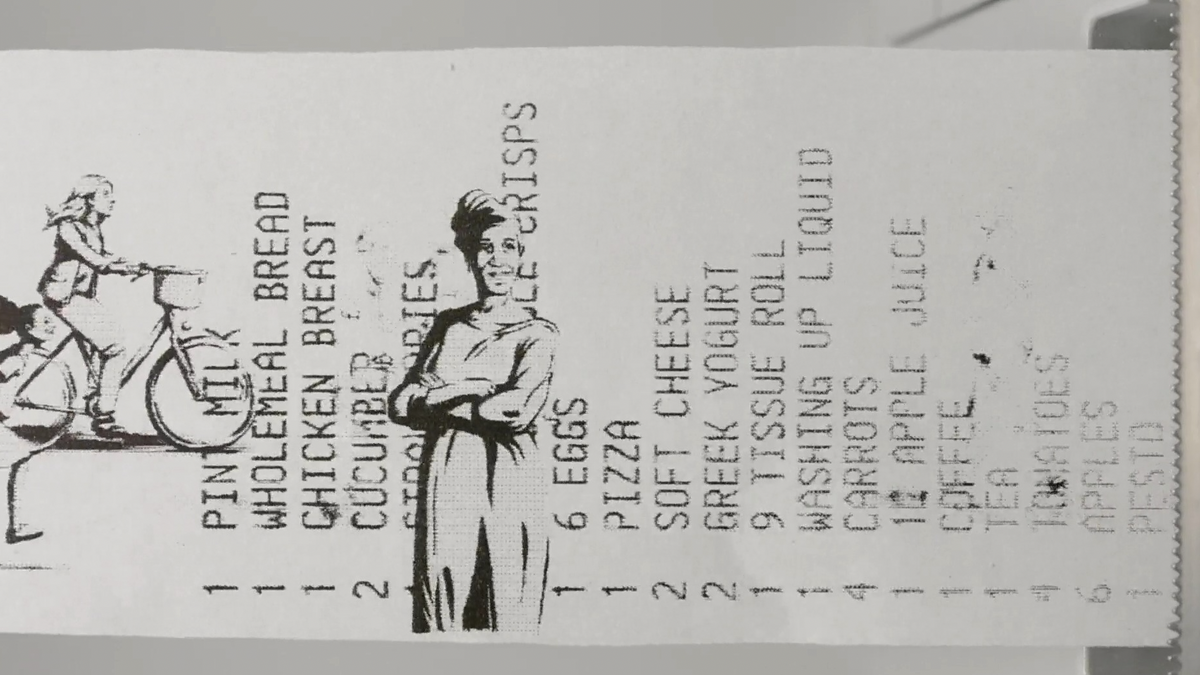 1 PINT MILK
1 WHOLEMEAL BREAD
1 CHICKEN BREAST
2 CUCUMBER
1
CRISPS
1 6 EGGS
1 PIZZA
2 SOFT CHEESE
2 GREEK YOGURT
1 9 TISSUE ROLL
1 WASHING UP LIQUID
4 CARROTS
1 APPLE JUICE
1 COFFEE
1 TEA
4 TOMATOES
6 APPLES
1 PESTO